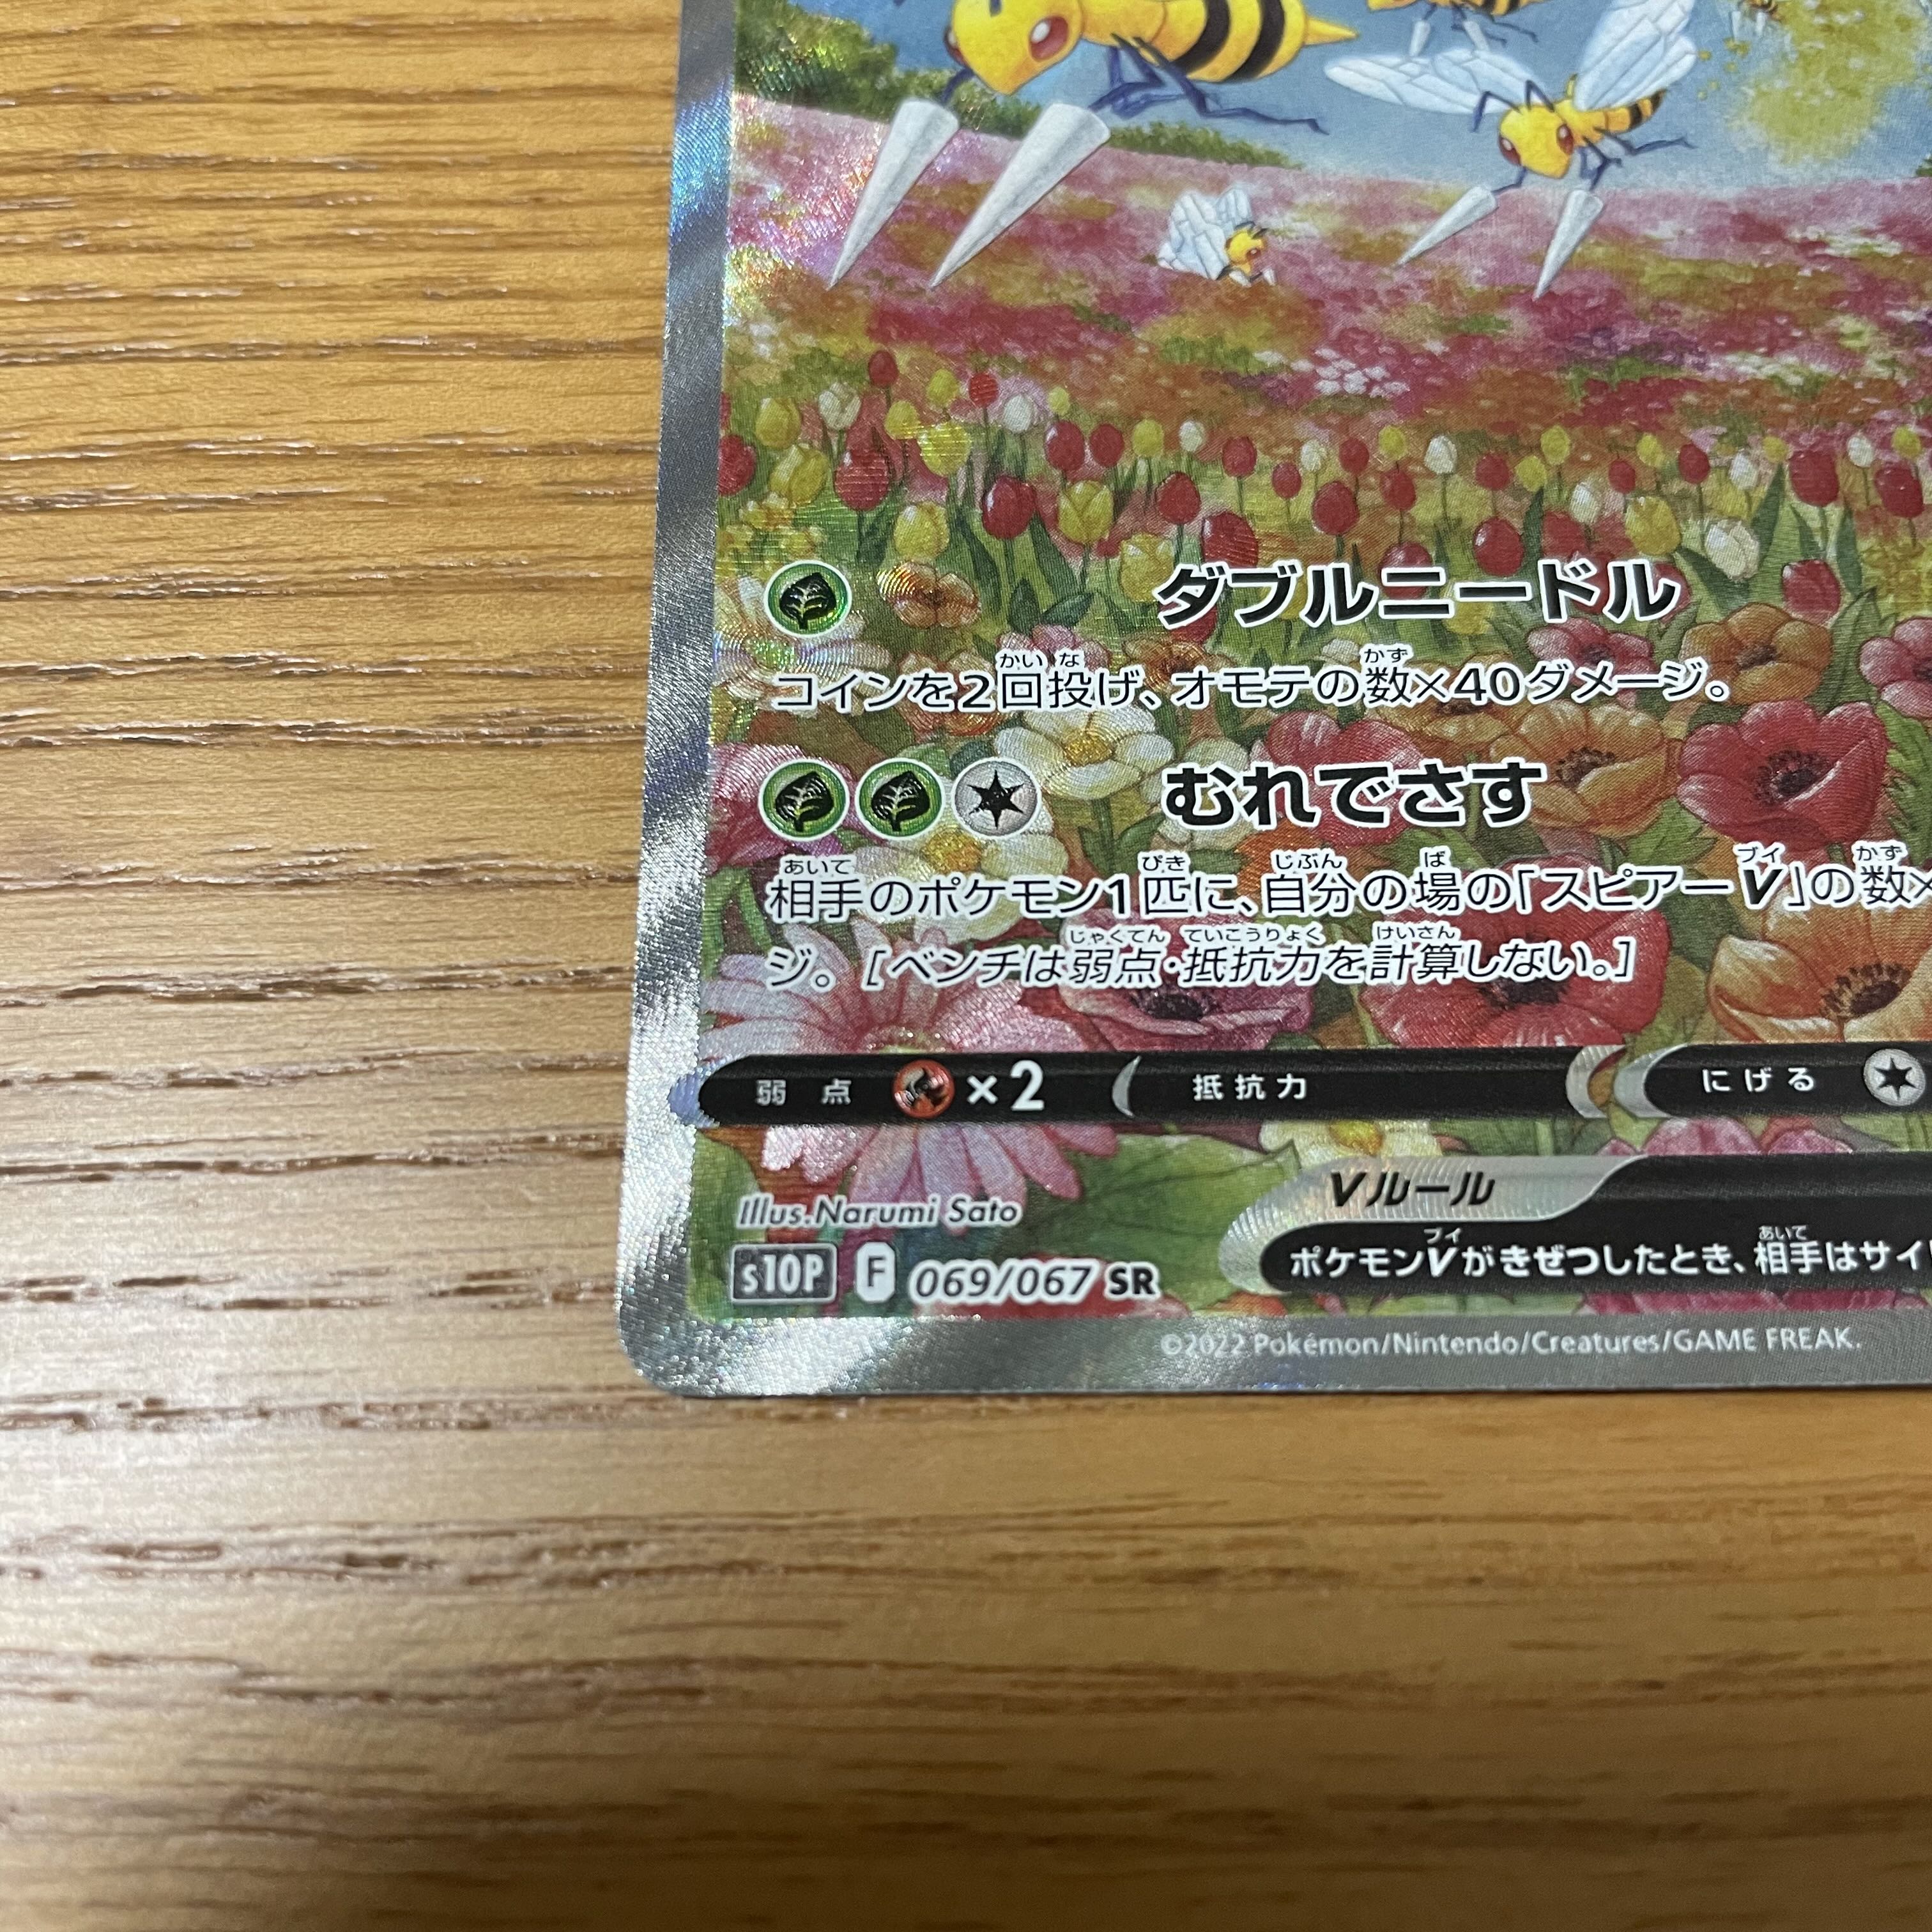 ダブルニードル
かい な かず
コインを2回投げ、オモテの数×40ダメージ。
むれでさす
あいて ぴき じぶん ば ブイ かず
相手のポケモン1匹に、自分の場の「スピアーV」の数×
じゃくてん ていこうりょく けいさん
ジ。[ベンチは弱点・抵抗力を計算しない。]
弱点 ×2 抵抗力 にげる
Illus.Narumi Sato
Vルール
ブイ あいて
ポケモンVがきぜつしたとき、相手はサイ
s10P F 069/067 SR
©2022 Pokémon/Nintendo/Creatures/GAME FREAK.